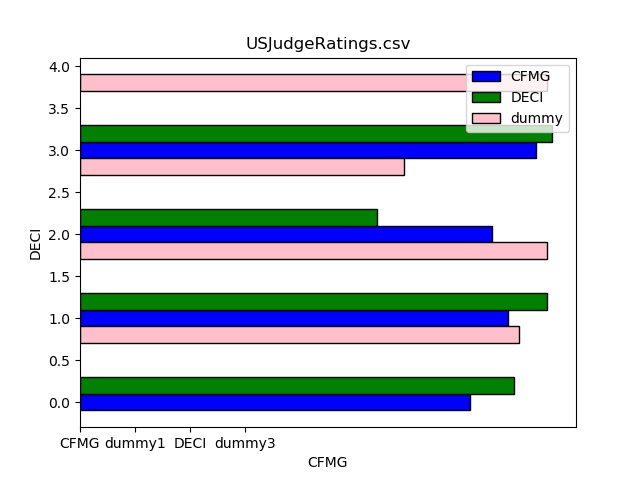 USJudgeRatings.csv
4.0
3.5
3.0
2.5
2.0
1.5
1.0
0.5
0.0
DECI
CFMG
DECI
dummy
CFMG dummy1 DECI dummy3
CFMG